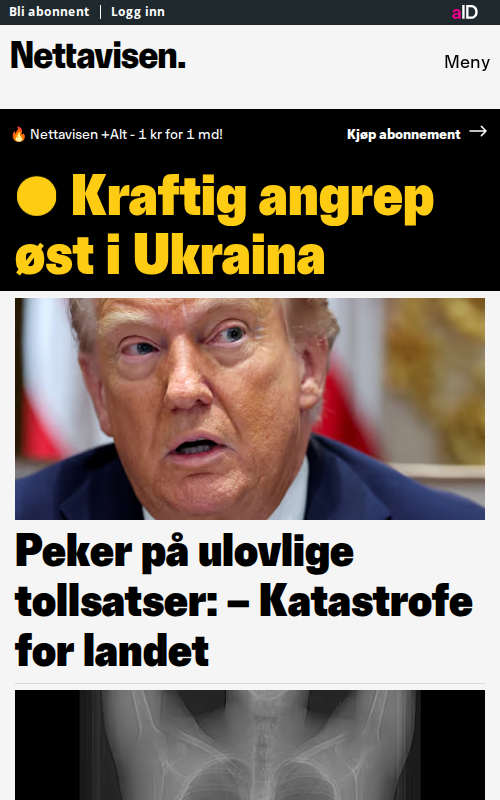 Bli abonnent | Logg inn
aID
Nettavisen.
Meny
🔥 Nettavisen +Alt - 1 kr for 1 md!
Kjøp abonnement →
Kraftig angrep
øst i Ukraina
Peker på ulovlige
tollsatser: – Katastrofe
for landet